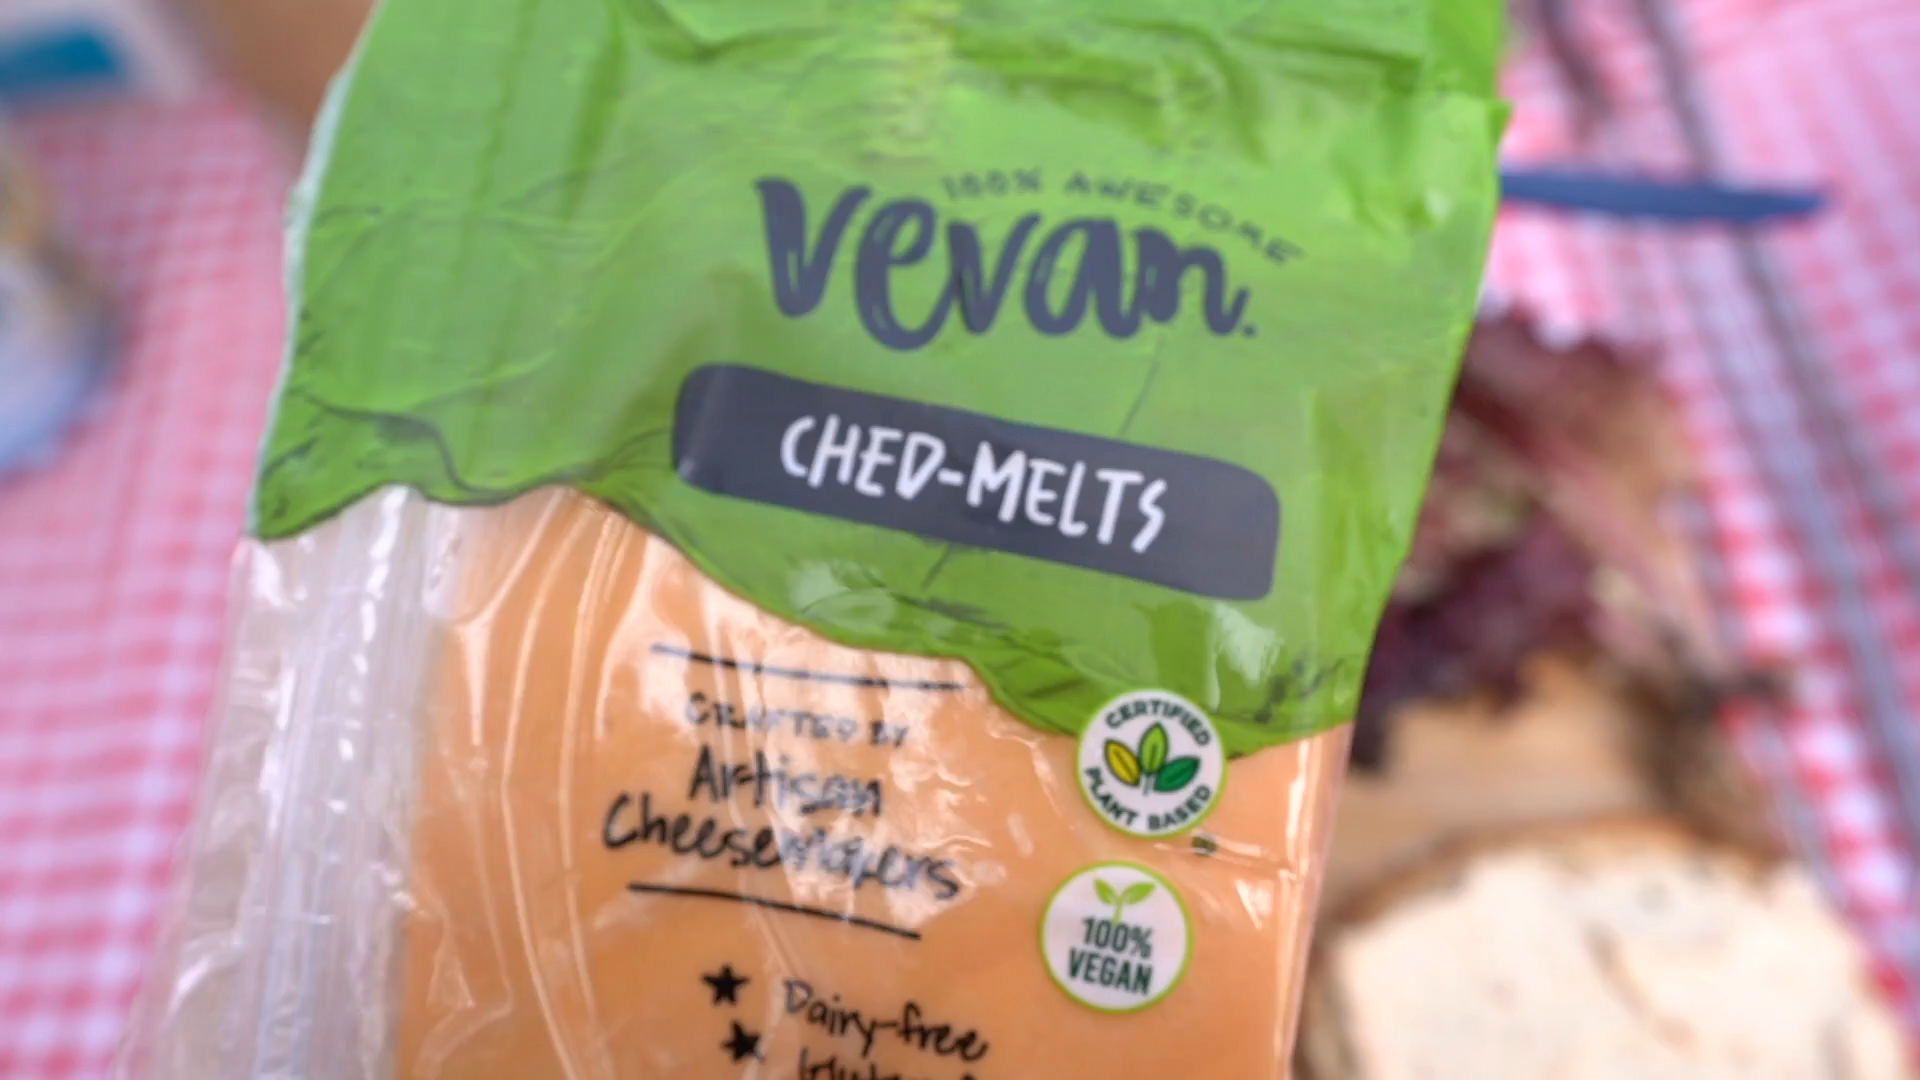 100% AWESOME
vevan.
CHED-MELTS
CRAFTED BY
Artisan
Cheesemakers
CERTIFIED
PLANT BASED
100%
VEGAN
★ Dairy-free
★